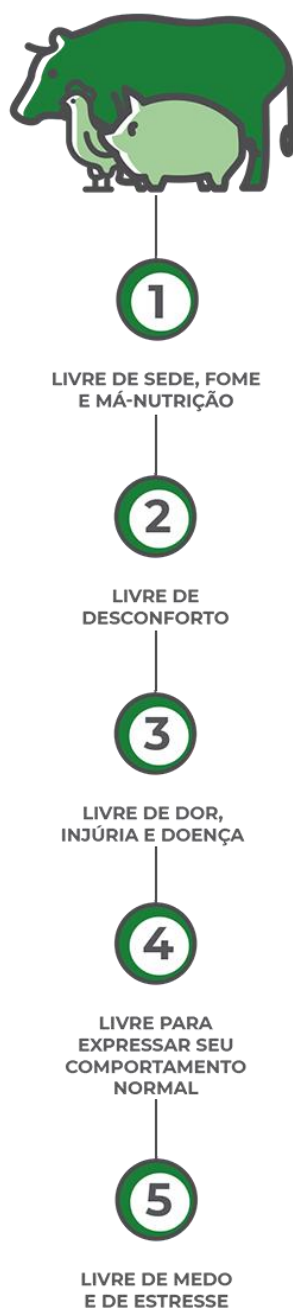 1
LIVRE DE SEDE, FOME
E MÁ-NUTRIÇÃO
2
LIVRE DE
DESCONFORTO
3
LIVRE DE DOR,
INJÚRIA E DOENÇA
4
LIVRE PARA
EXPRESSAR SEU
COMPORTAMENTO
NORMAL
5
LIVRE DE MEDO
E DE ESTRESSE